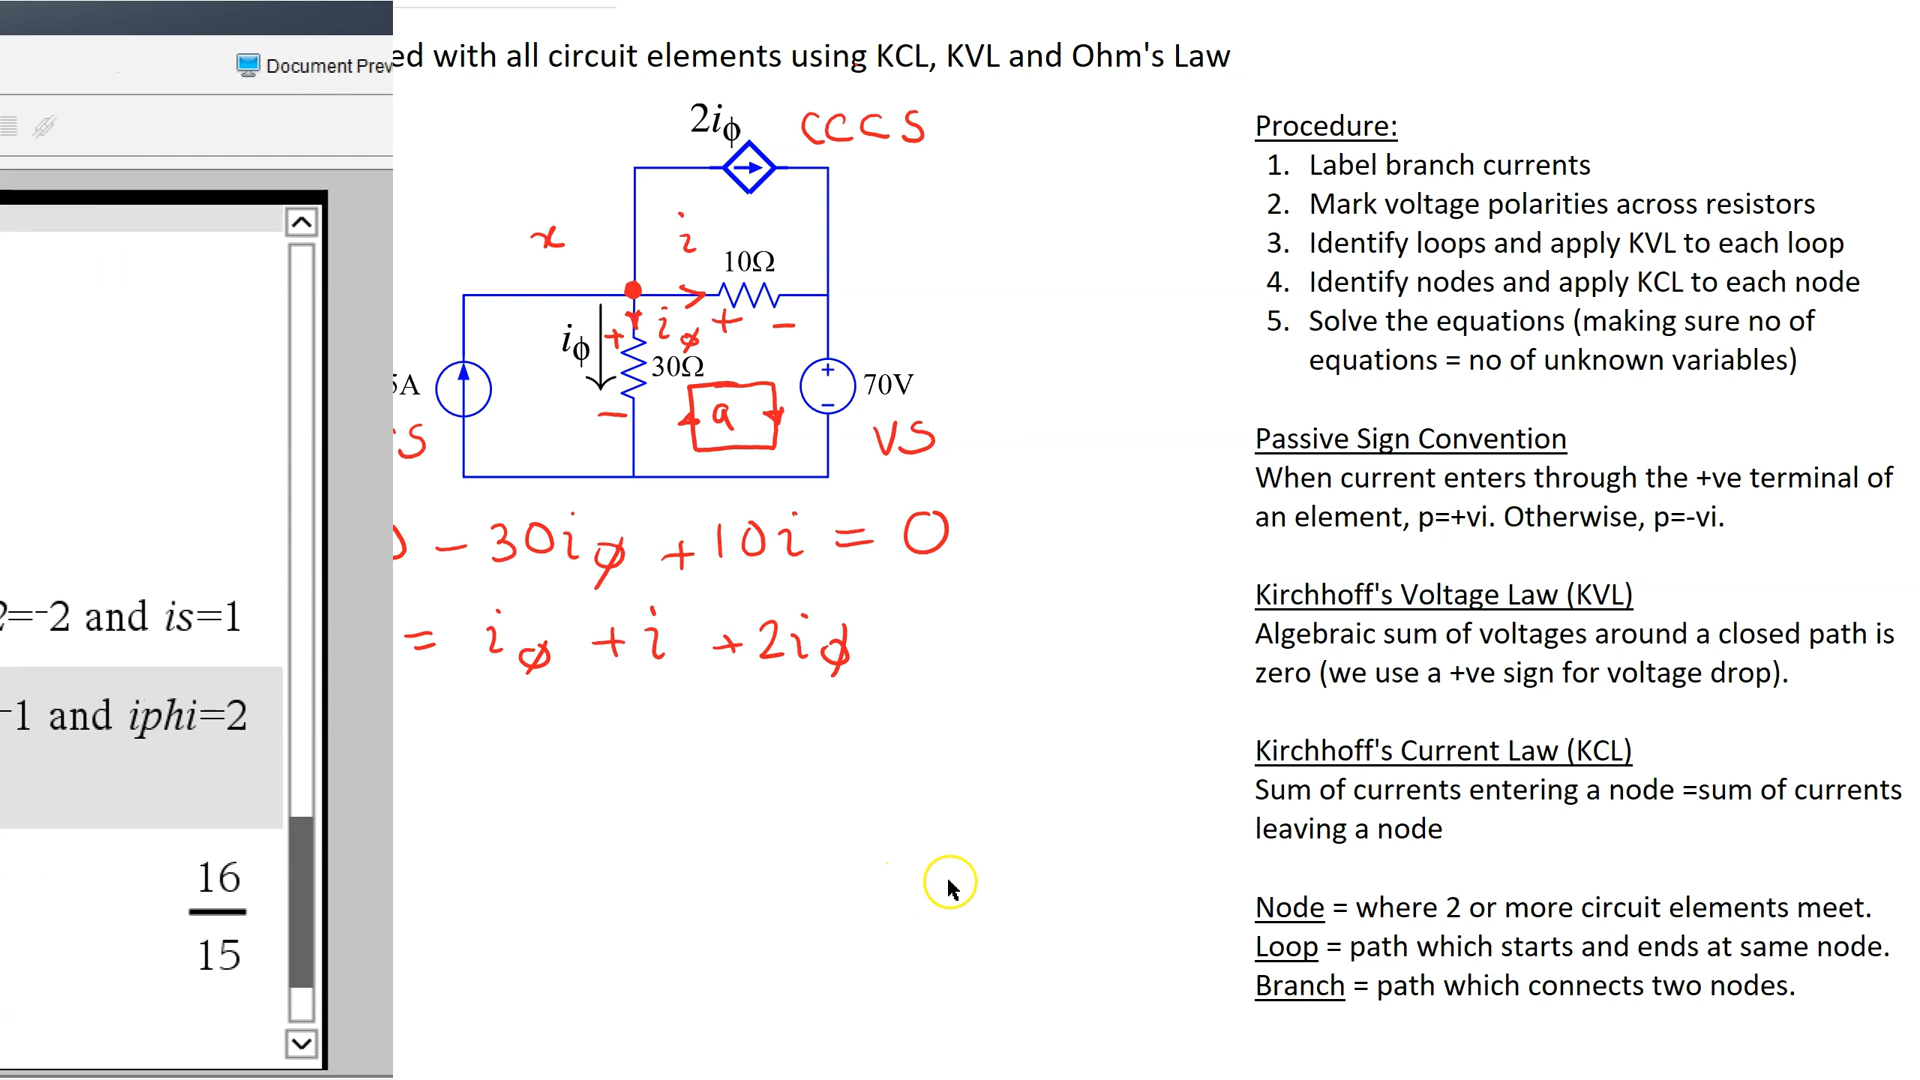 Document Prev
ed with all circuit elements using KCL, KVL and Ohm's Law
2iϕ
CCCS
x
i
10Ω
iϕ
+
iϕ
+
-
30Ω
5A
-
a
+
-
70V
S
VS
- 30iϕ + 10i = 0
= iϕ + i + 2iϕ
=-2 and is=1
-1 and iphi=2
16
15
Procedure:
1. Label branch currents
2. Mark voltage polarities across resistors
3. Identify loops and apply KVL to each loop
4. Identify nodes and apply KCL to each node
5. Solve the equations (making sure no of
equations = no of unknown variables)
Passive Sign Convention
When current enters through the +ve terminal of
an element, p=+vi. Otherwise, p=-vi.
Kirchhoff's Voltage Law (KVL)
Algebraic sum of voltages around a closed path is
zero (we use a +ve sign for voltage drop).
Kirchhoff's Current Law (KCL)
Sum of currents entering a node =sum of currents
leaving a node
Node = where 2 or more circuit elements meet.
Loop = path which starts and ends at same node.
Branch = path which connects two nodes.